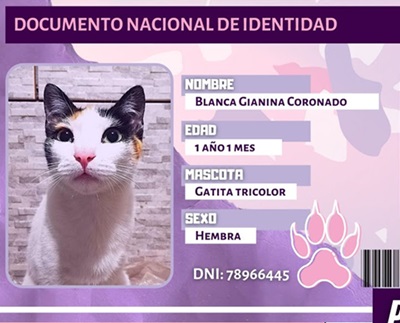 DOCUMENTO NACIONAL DE IDENTIDAD
NOMBRE
BLANCA GIANINA CORONADO
EDAD
1 AÑO 1 MES
MASCOTA
GATITA TRICOLOR
SEXO
HEMBRA
DNI: 78966445